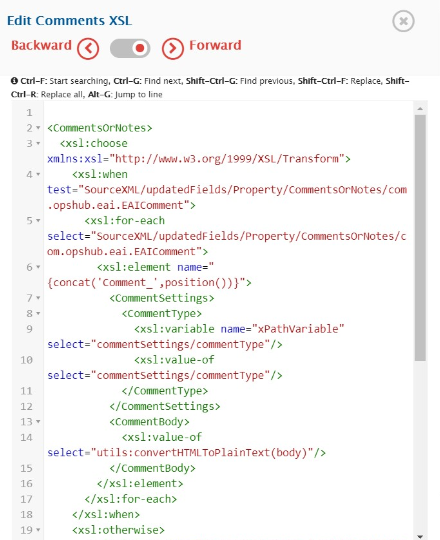 Edit Comments XSL
Backward Forward
Ctrl-F: Start searching, Ctrl-G: Find next, Shift-Ctrl-G: Find previous, Shift-Ctrl-F: Replace, Shift-
Ctrl-R: Replace all, Alt-G: Jump to line
1
2 <CommentsOrNotes>
3 <xsl:choose
xmlns:xsl="http://www.w3.org/1999/XSL/Transform">
4 <xsl:when
test="SourceXML/updatedFields/Property/CommentsOrNotes/com
.opshub.eai.EAIComment">
5 <xsl:for-each
select="SourceXML/updatedFields/Property/CommentsOrNotes/c
om.opshub.eai.EAIComment">
6 <xsl:element name="
{concat('Comment_',position())}">
7 <CommentSettings>
8 <CommentType>
9 <xsl:variable name="xPathVariable"
select="commentSettings/commentType"/>
10 <xsl:value-of
select="commentSettings/commentType"/>
11 </CommentType>
12 </CommentSettings>
13 <CommentBody>
14 <xsl:value-of
select="utils:convertHTMLToPlainText(body)"/>
15 </CommentBody>
16 </xsl:element>
17 </xsl:for-each>
18 </xsl:when>
19 <xsl:otherwise>